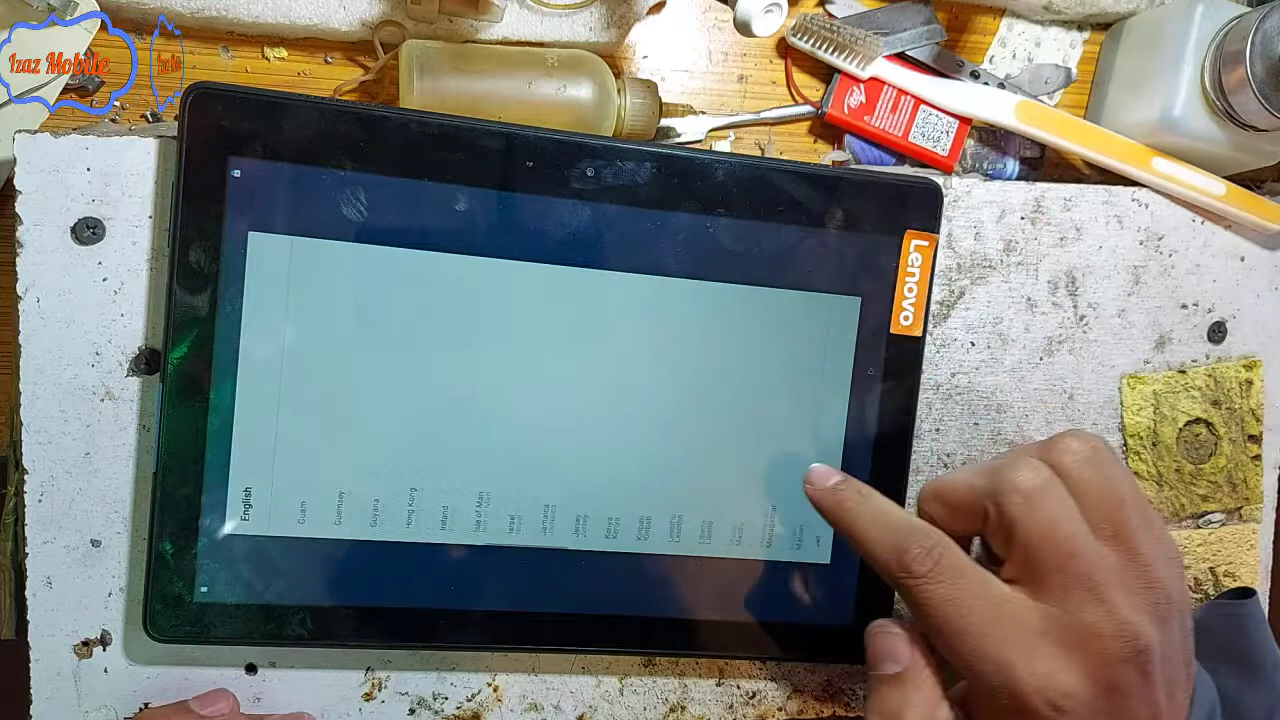 Izaz Mobile
Lenovo
English
Guam
Guernsey
Guyana
Hong Kong
Ireland
Isle of Man
Israel
Jamaica
Jersey
Kenya
Kiribati
Lesotho
Liberia
Madagascar
Malawi
itel